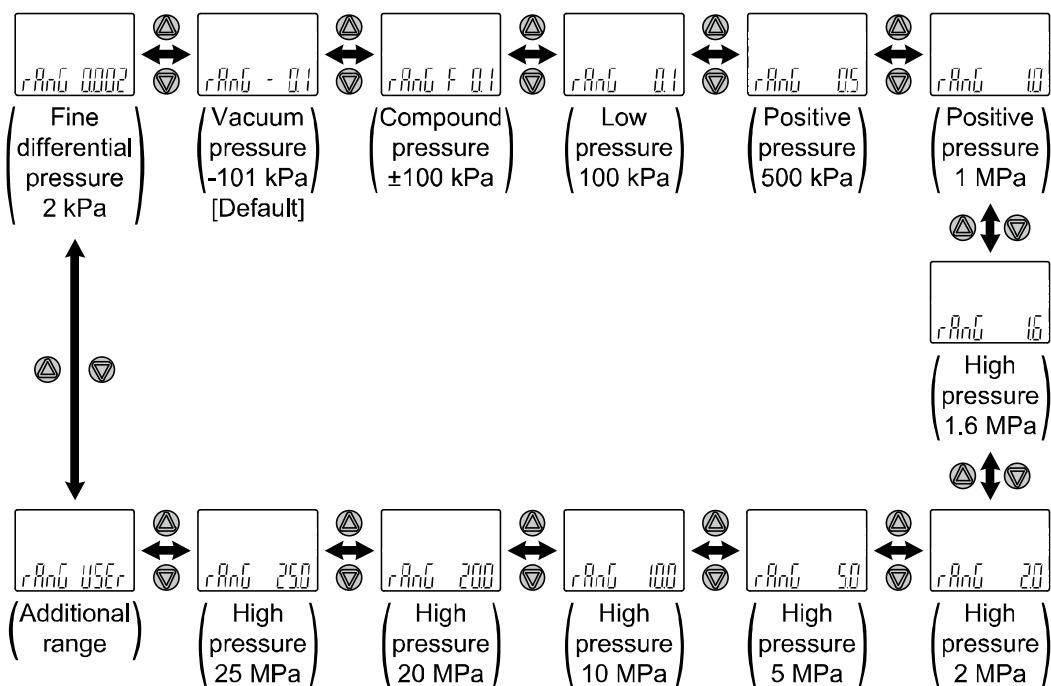 rAnG 0.002
Fine
differential
pressure
2 kPa
rAnG - 0.1
Vacuum
pressure
-101 kPa
[Default]
rAnG F 0.1
Compound
pressure
±100 kPa
rAnG 0.1
Low
pressure
100 kPa
rAnG 0.5
Positive
pressure
500 kPa
rAnG 1.0
Positive
pressure
1 MPa
rAnG 1.6
High
pressure
1.6 MPa
rAnG USEr
Additional
range
rAnG 25.0
High
pressure
25 MPa
rAnG 20.0
High
pressure
20 MPa
rAnG 10.0
High
pressure
10 MPa
rAnG 5.0
High
pressure
5 MPa
rAnG 2.0
High
pressure
2 MPa